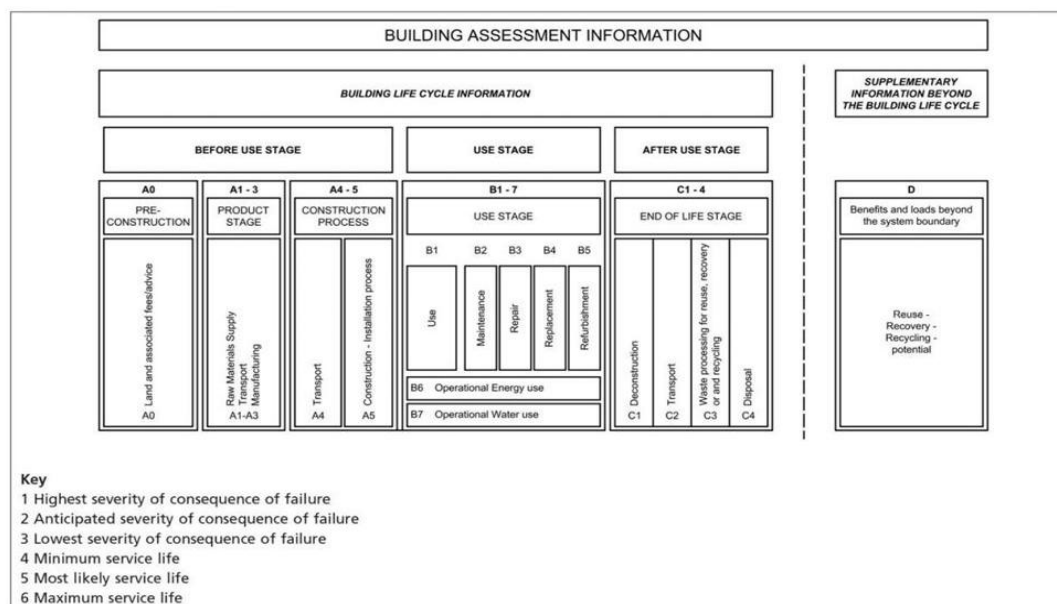 BUILDING ASSESSMENT INFORMATION
BUILDING LIFE CYCLE INFORMATION
SUPPLEMENTARY
INFORMATION BEYOND
THE BUILDING LIFE CYCLE
BEFORE USE STAGE
USE STAGE
AFTER USE STAGE
A0
PRE-
CONSTRUCTION
Land and associated fees/advice
A0
A1 - 3
PRODUCT
STAGE
Raw Materials Supply
Transport
Manufacturing
A1-A3
A4 - 5
CONSTRUCTION
PROCESS
Transport
A4
Construction - Installation process
A5
B1 - 7
USE STAGE
B1
Use
B2
Maintenance
B3
Repair
B4
Replacement
B5
Refurbishment
B6 Operational Energy use
B7 Operational Water use
C1 - 4
END OF LIFE STAGE
Deconstruction
C1
Transport
C2
Waste processing for reuse, recovery
or and recycling
C3
Disposal
C4
D
Benefits and loads beyond
the system boundary
Reuse -
Recovery -
Recycling -
potential
Key
1 Highest severity of consequence of failure
2 Anticipated severity of consequence of failure
3 Lowest severity of consequence of failure
4 Minimum service life
5 Most likely service life
6 Maximum service life